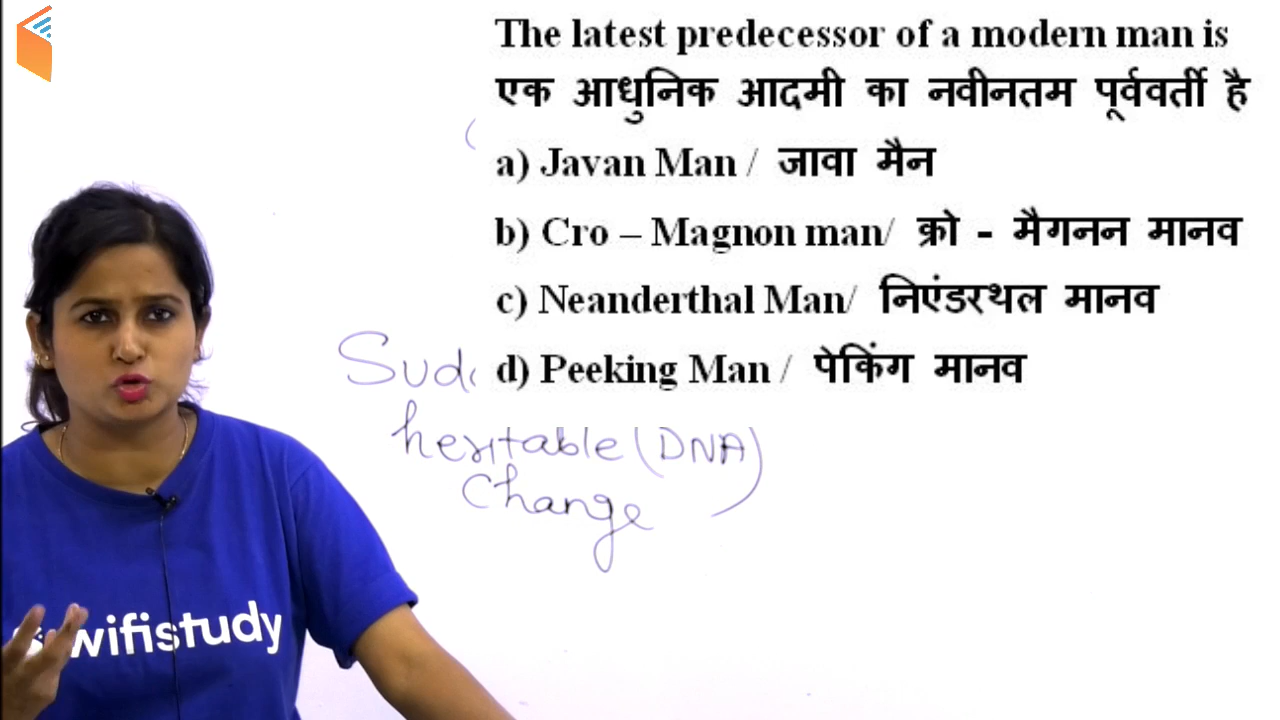 The latest predecessor of a modern man is
एक आधुनिक आदमी का नवीनतम पूर्ववर्ती है
a) Javan Man / जावा मैन
b) Cro – Magnon man/ क्रो - मैगनन मानव
c) Neanderthal Man/ निएंडरथल मानव
d) Peeking Man / पेकिंग मानव
Sud
heritable (DNA)
Change
wifistudy